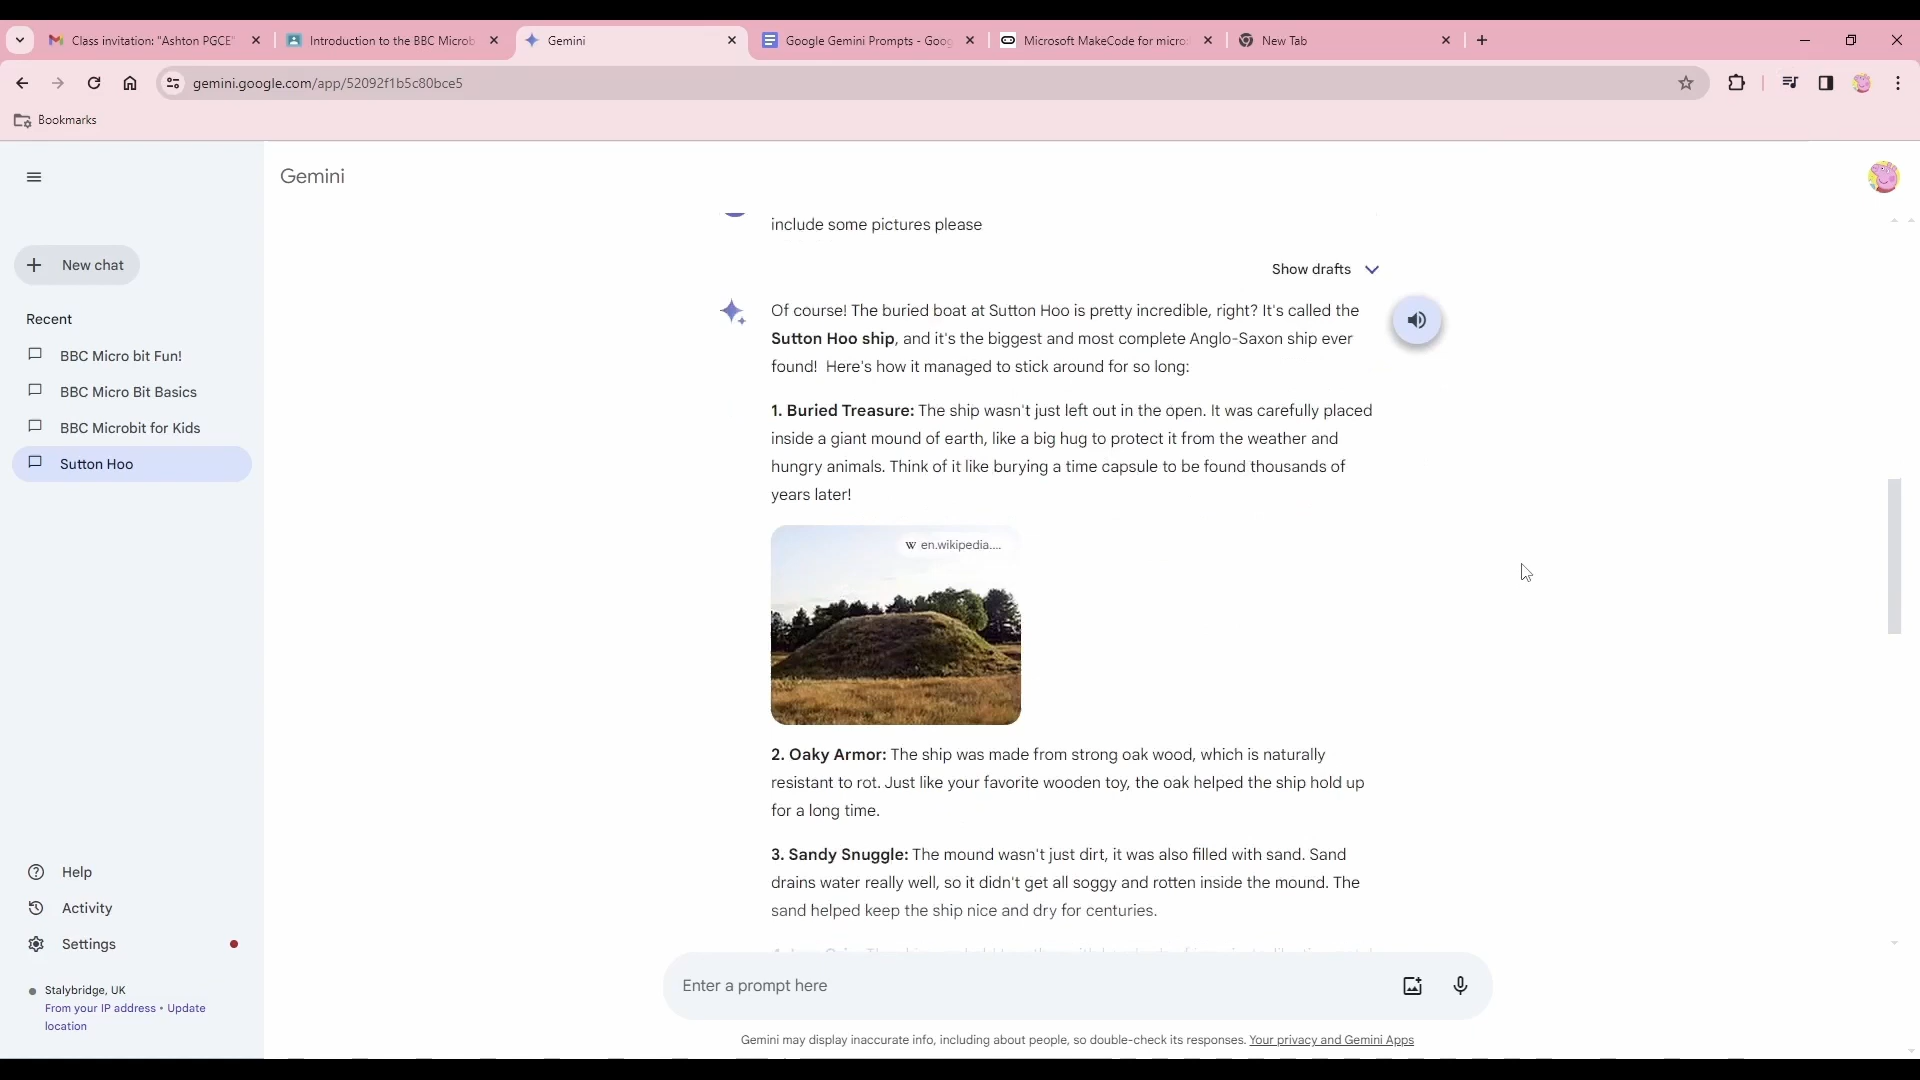 Class invitation: "Ashton PGCE"
Introduction to the BBC Microb
Gemini
Google Gemini Prompts - Goog
Microsoft MakeCode for micro
New Tab
gemini.google.com/app/52092f1b5c80bce5
Bookmarks
Gemini
New chat
Recent
BBC Micro bit Fun!
BBC Micro Bit Basics
BBC Microbit for Kids
Sutton Hoo
Help
Activity
Settings
Stalybridge, UK
From your IP address • Update
location
include some pictures please
Show drafts
Of course! The buried boat at Sutton Hoo is pretty incredible, right? It's called the
Sutton Hoo ship, and it's the biggest and most complete Anglo-Saxon ship ever
found! Here's how it managed to stick around for so long:
1. Buried Treasure: The ship wasn't just left out in the open. It was carefully placed
inside a giant mound of earth, like a big hug to protect it from the weather and
hungry animals. Think of it like burying a time capsule to be found thousands of
years later!
W en.wikipedia....
2. Oaky Armor: The ship was made from strong oak wood, which is naturally
resistant to rot. Just like your favorite wooden toy, the oak helped the ship hold up
for a long time.
3. Sandy Snuggle: The mound wasn't just dirt, it was also filled with sand. Sand
drains water really well, so it didn't get all soggy and rotten inside the mound. The
sand helped keep the ship nice and dry for centuries.
Enter a prompt here
Gemini may display inaccurate info, including about people, so double-check its responses. Your privacy and Gemini Apps